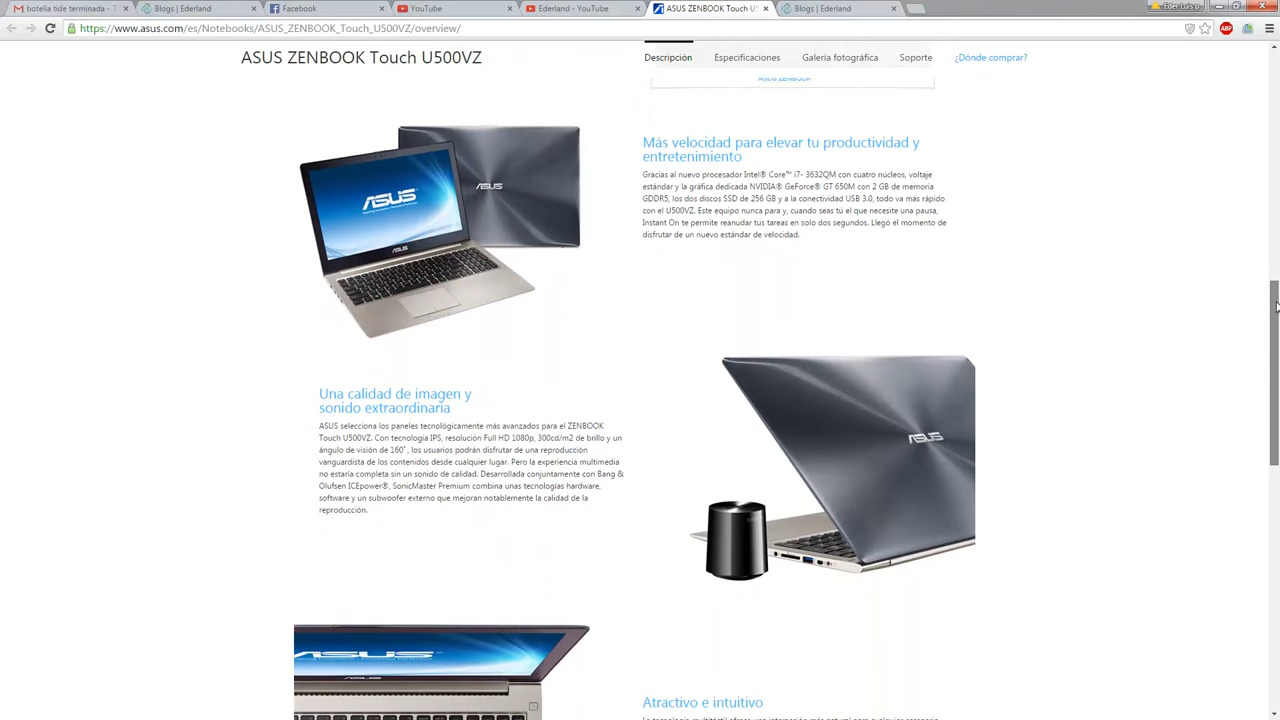 botella tide terminada - 7
Blogs | Ederland
Facebook
YouTube
Ederland - YouTube
ASUS ZENBOOK Touch U
Blogs | Ederland
https://www.asus.com/es/Notebooks/ASUS_ZENBOOK_Touch_U500VZ/overview/
ABP
ASUS ZENBOOK Touch U500VZ
Descripción
Especificaciones
Galería fotográfica
Soporte
¿Dónde comprar?
ASUS ZENBOOK
Más velocidad para elevar tu productividad y
entretenimiento
Gracias al nuevo procesador Intel® Core™ i7- 3632QM con cuatro núcleos, voltaje
estándar y la gráfica dedicada NVIDIA® GeForce® GT 650M con 2 GB de memoria
GDDR5, los dos discos SSD de 256 GB y a la conectividad USB 3.0, todo va más rápido
con el U500VZ. Este equipo nunca para y, cuando seas tú el que necesite una pausa,
Instant On te permite reanudar tus tareas en solo dos segundos. Llegó el momento de
disfrutar de un nuevo estándar de velocidad.
ASUS
ASUS
ASUS
Una calidad de imagen y
sonido extraordinaria
ASUS selecciona los paneles tecnológicamente más avanzados para el ZENBOOK
Touch U500VZ. Con tecnología IPS, resolución Full HD 1080p, 300cd/m2 de brillo y un
ángulo de visión de 160°, los usuarios podrán disfrutar de una reproducción
vanguardista de los contenidos desde cualquier lugar. Pero la experiencia multimedia
no estaría completa sin un sonido de calidad. Desarrollada conjuntamente con Bang &
Olufsen ICEpower®, SonicMaster Premium combina unas tecnologías hardware,
software y un subwoofer externo que mejoran notablemente la calidad de la
reproducción.
ASUS
ASUS
ASUS
Atractivo e intuitivo